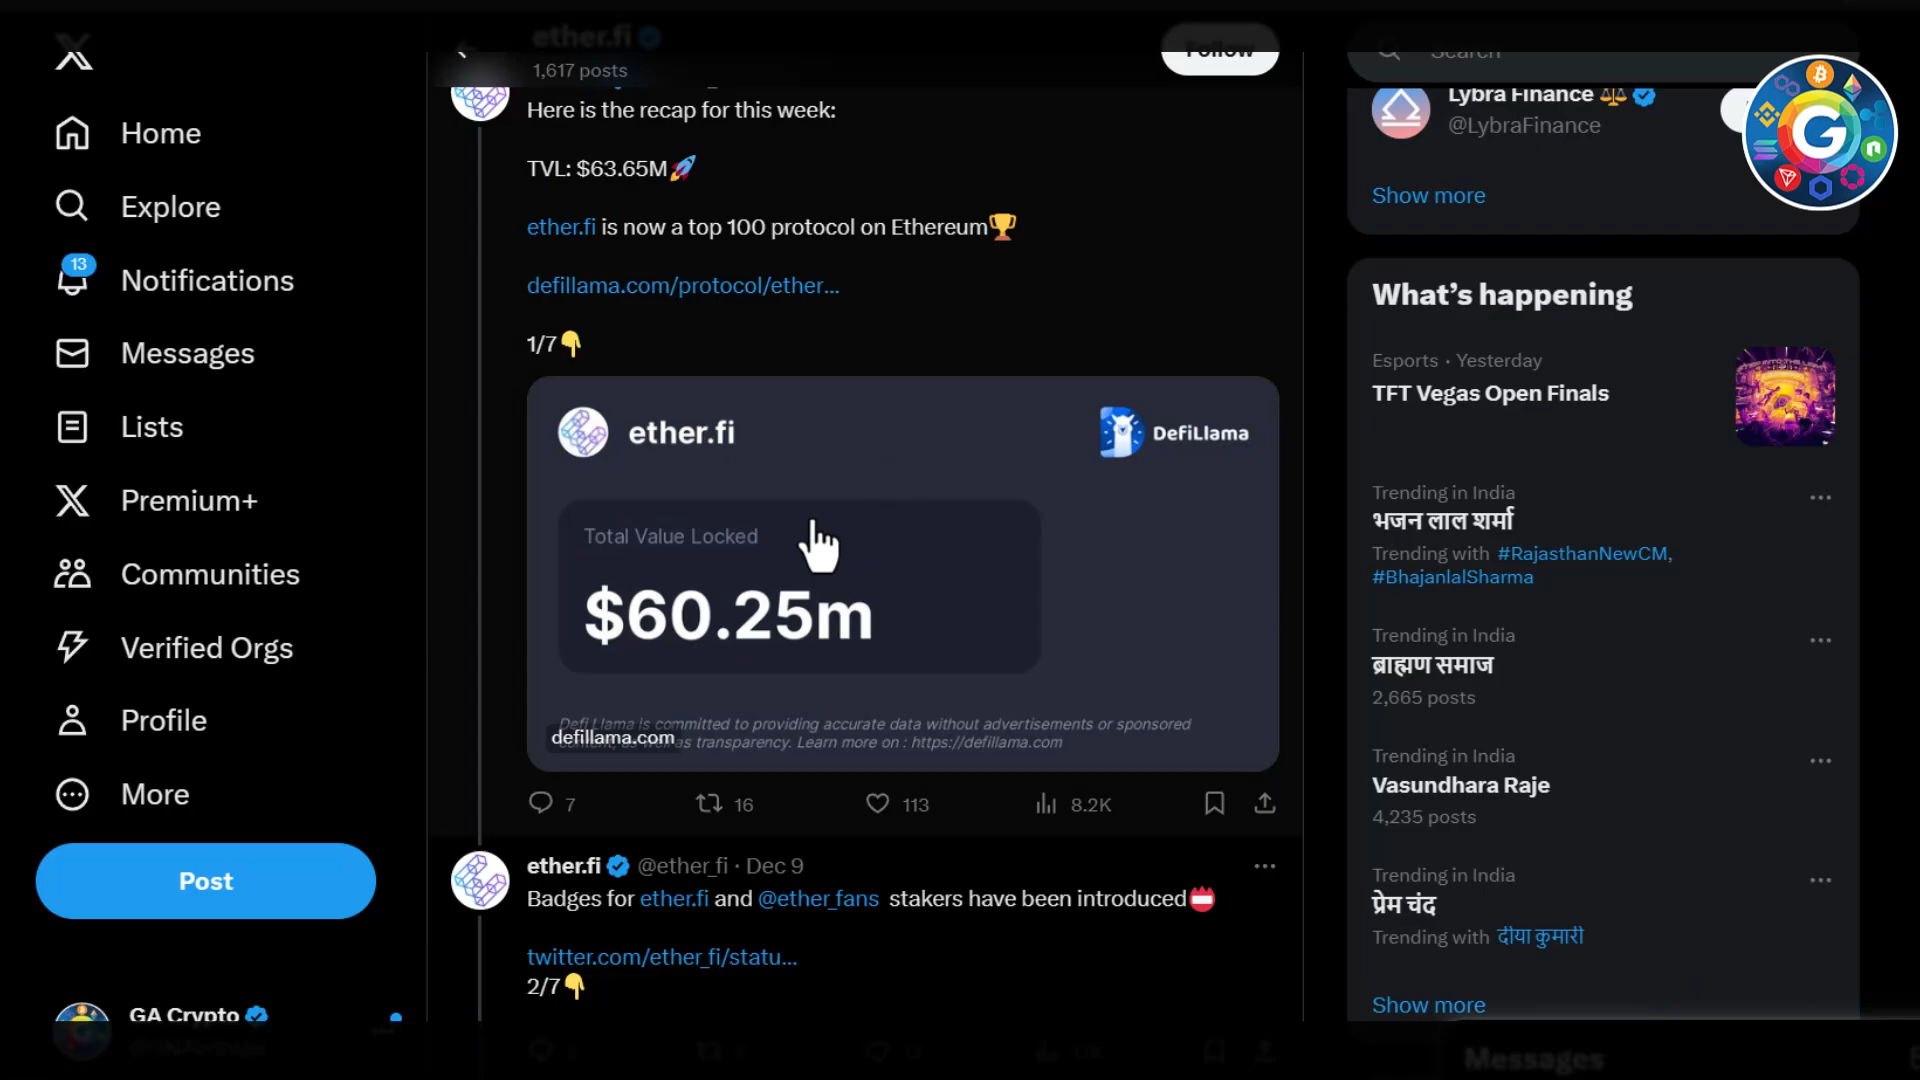 Home
Explore
13
Notifications
Messages
Lists
Premium+
Communities
Verified Orgs
Profile
More
Post
GA Crypto
ether.fi
1,617 posts
Follow
Here is the recap for this week:
TVL: $63.65M🚀
ether.fi is now a top 100 protocol on Ethereum🏆
defillama.com/protocol/ether...
1/7👇
ether.fi
DefiLlama
Total Value Locked
$60.25m
Defi Llama is committed to providing accurate data without advertisements or sponsored
content, as well as transparency. Learn more on : https://defillama.com
defillama.com
7
16
113
8.2K
ether.fi @ether_fi · Dec 9
Badges for ether.fi and @ether_fans stakers have been introduced📛
twitter.com/ether_fi/statu...
2/7👇
Search
Lybra Finance ⚖️
@LybraFinance
Show more
G
What's happening
Esports · Yesterday
TFT Vegas Open Finals
Trending in India
भजन लाल शर्मा
Trending with #RajasthanNewCM,
#BhajanlalSharma
Trending in India
ब्राह्मण समाज
2,665 posts
Trending in India
Vasundhara Raje
4,235 posts
Trending in India
प्रेम चंद
Trending with दीया कुमारी
Show more
Messages